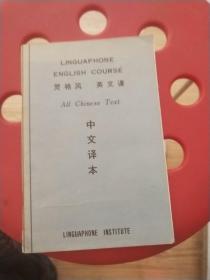 LINGUAPHONE
ENGLISH COURSE
灵格风 英文课
All Chinese Text
中文译本
LINGUAPHONE INSTITUTE